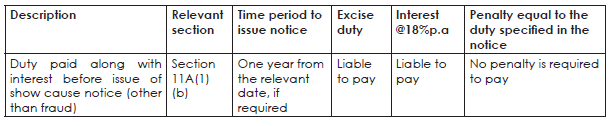 Description Relevant section Time period to issue notice Excise duty Interest @18%p.a Penalty equal to the duty specified in the notice
Duty paid along with interest before issue of show cause notice (other than fraud) Section 11A(1) (b) One year from the relevant date, if required Liable to pay Liable to pay No penalty is required to pay